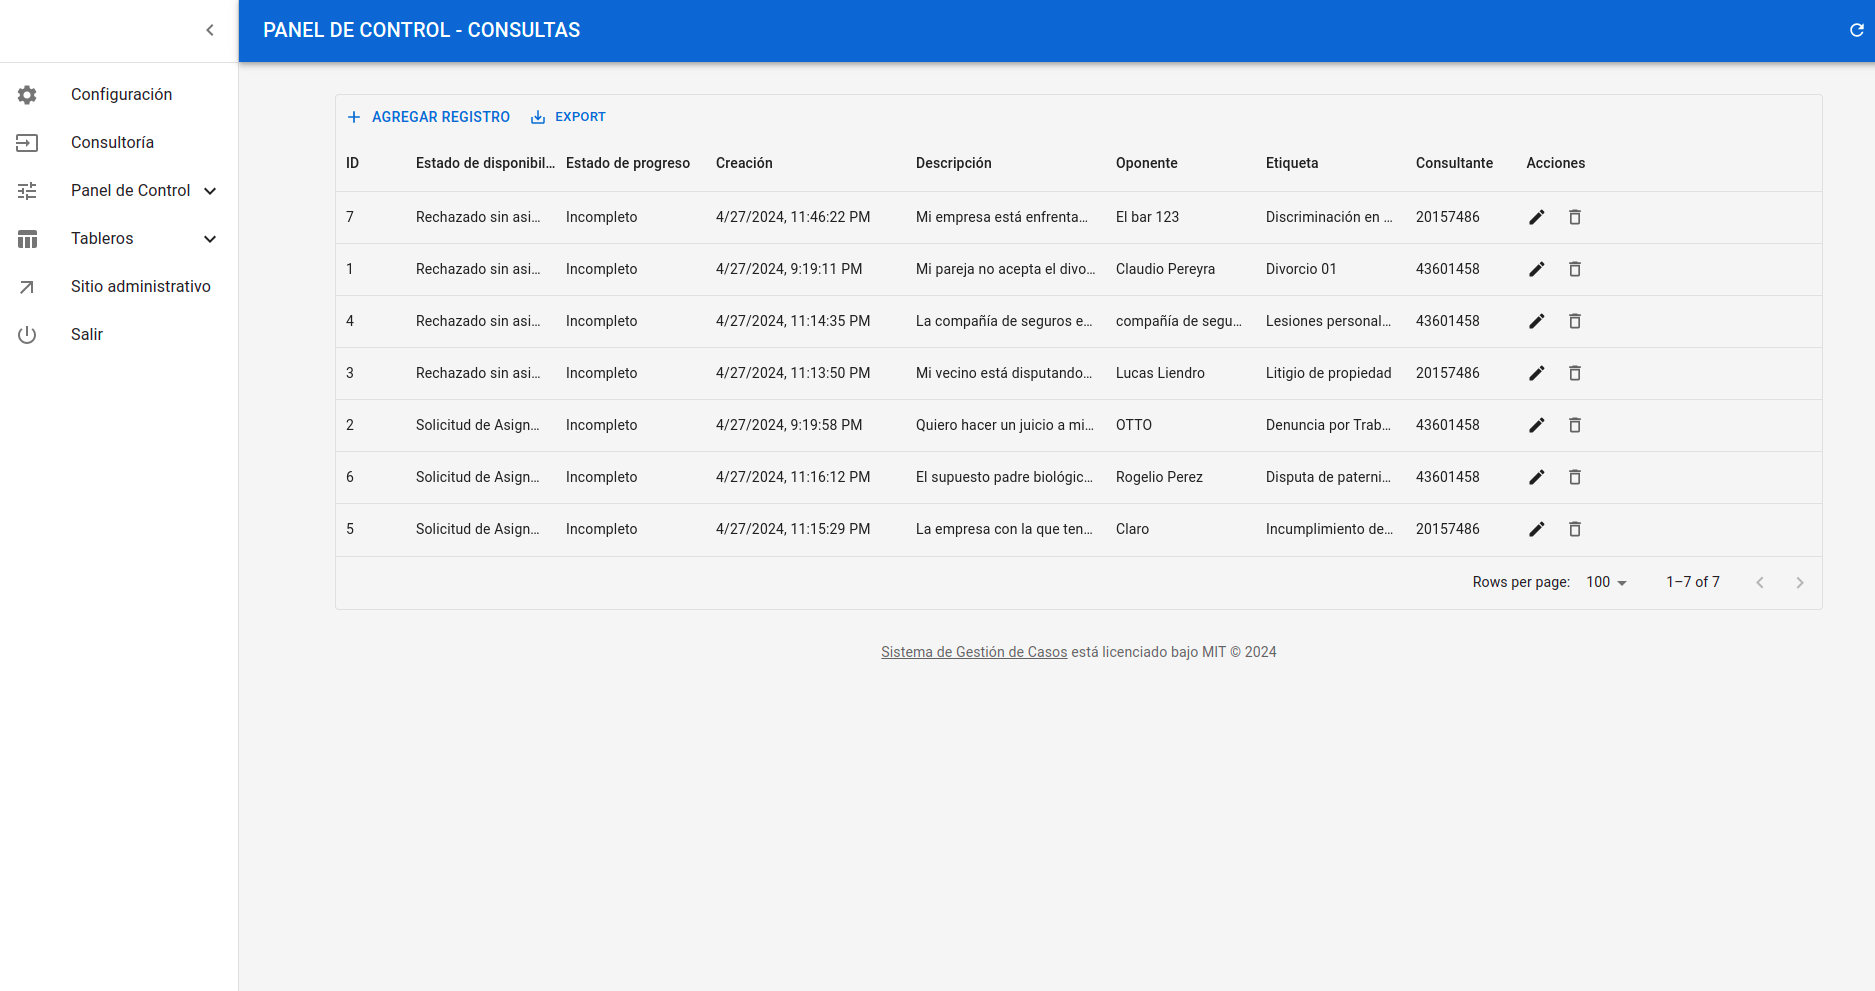 PANEL DE CONTROL - CONSULTAS
Configuración
Consultoría
Panel de Control
Tableros
Sitio administrativo
Salir
AGREGAR REGISTRO EXPORT
ID Estado de disponibil... Estado de progreso Creación Descripción Oponente Etiqueta Consultante Acciones
7 Rechazado sin asi... Incompleto 4/27/2024, 11:46:22 PM Mi empresa está enfrenta... El bar 123 Discriminación en ... 20157486
1 Rechazado sin asi... Incompleto 4/27/2024, 9:19:11 PM Mi pareja no acepta el divo... Claudio Pereyra Divorcio 01 43601458
4 Rechazado sin asi... Incompleto 4/27/2024, 11:14:35 PM La compañía de seguros e... compañía de segu... Lesiones personal... 43601458
3 Rechazado sin asi... Incompleto 4/27/2024, 11:13:50 PM Mi vecino está disputando... Lucas Liendro Litigio de propiedad 20157486
2 Solicitud de Asign... Incompleto 4/27/2024, 9:19:58 PM Quiero hacer un juicio a mi... OTTO Denuncia por Trab... 43601458
6 Solicitud de Asign... Incompleto 4/27/2024, 11:16:12 PM El supuesto padre biológic... Rogelio Perez Disputa de paterni... 43601458
5 Solicitud de Asign... Incompleto 4/27/2024, 11:15:29 PM La empresa con la que ten... Claro Incumplimiento de... 20157486
Rows per page: 100 1–7 of 7
Sistema de Gestión de Casos está licenciado bajo MIT © 2024